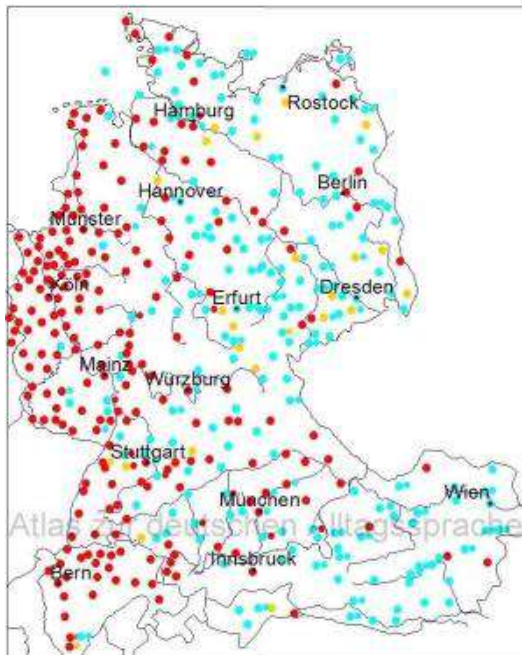 Rostock
Hamburg
Hannover
Berlin
Münster
Köln
Erfurt
Dresden
Mainz
Würzburg
Stuttgart
München
Wien
Atlas zur deutschen Alltagssprache
Innsbruck
Bern